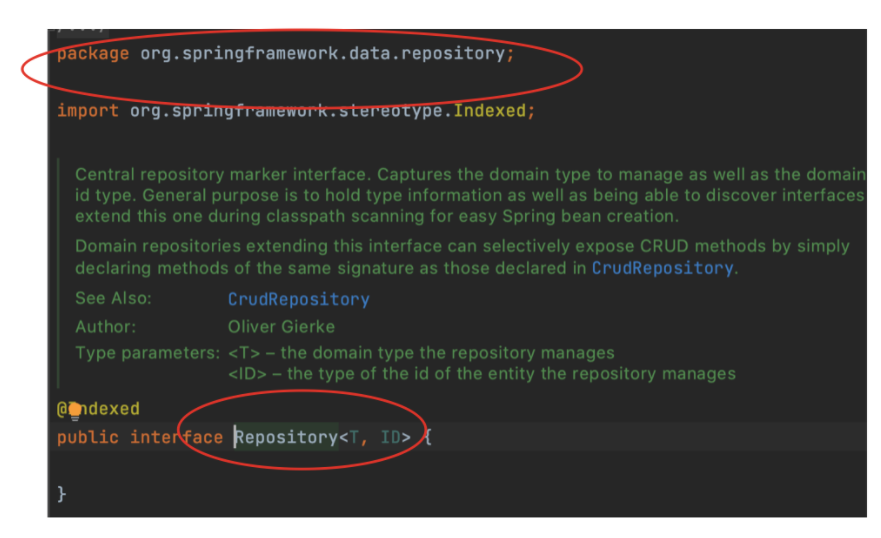 package org.springframework.data.repository;
import org.springframework.stereotype.Indexed;
Central repository marker interface. Captures the domain type to manage as well as the domain
id type. General purpose is to hold type information as well as being able to discover interfaces
extend this one during classpath scanning for easy Spring bean creation.
Domain repositories extending this interface can selectively expose CRUD methods by simply
declaring methods of the same signature as those declared in CrudRepository.
See Also: CrudRepository
Author: Oliver Gierke
Type parameters: <T> – the domain type the repository manages
<ID> – the type of the id of the entity the repository manages
@Indexed
public interface Repository<T, ID> {
}